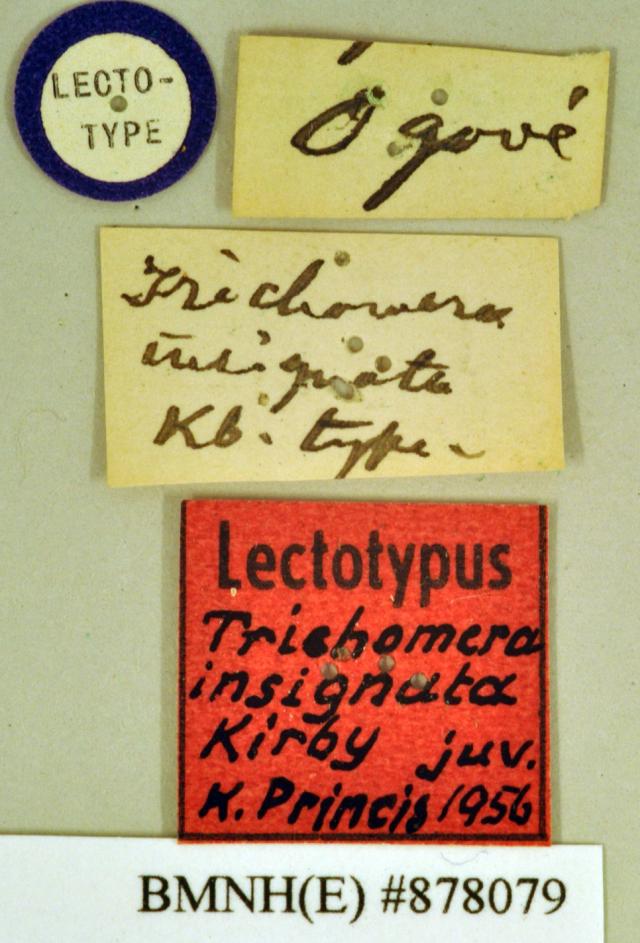 LECTO-
TYPE
Ogové
Trichomera
insignata
Kb. type.
Lectotypus
Trichomera
insignata
Kirby juv.
K. Princis 1956
BMNH(E) #878079